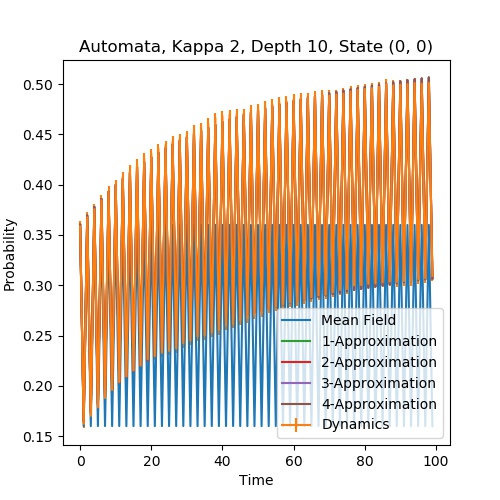 Automata, Kappa 2, Depth 10, State (0, 0)
0.50
0.45
0.40
0.35
0.30
0.25
0.20
0.15
Probability
0 20 40 60 80 100
Time
Mean Field
1-Approximation
2-Approximation
3-Approximation
4-Approximation
Dynamics